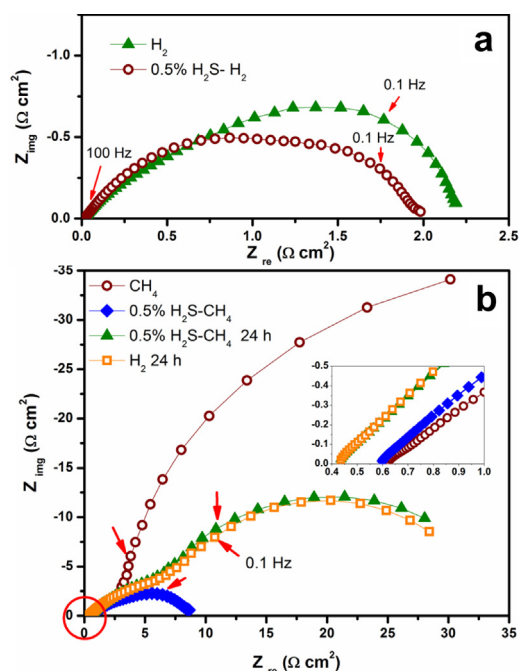 a
H₂
0.5% H₂S- H₂
0.1 Hz
0.1 Hz
100 Hz
-1.0
-0.5
0.0
Z_img (Ω cm²)
0.0 0.5 1.0 1.5 2.0 2.5
Z_re (Ω cm²)
b
CH₄
0.5% H₂S-CH₄
0.5% H₂S-CH₄ 24 h
H₂ 24 h
-35
-30
-25
-20
-15
-10
-5
0
Z_img (Ω cm²)
-0.5
-0.4
-0.3
-0.2
-0.1
0.0
0.4 0.5 0.6 0.7 0.8 0.9 1.0
0.1 Hz
0 5 10 15 20 25 30 35
Z_re (Ω cm²)